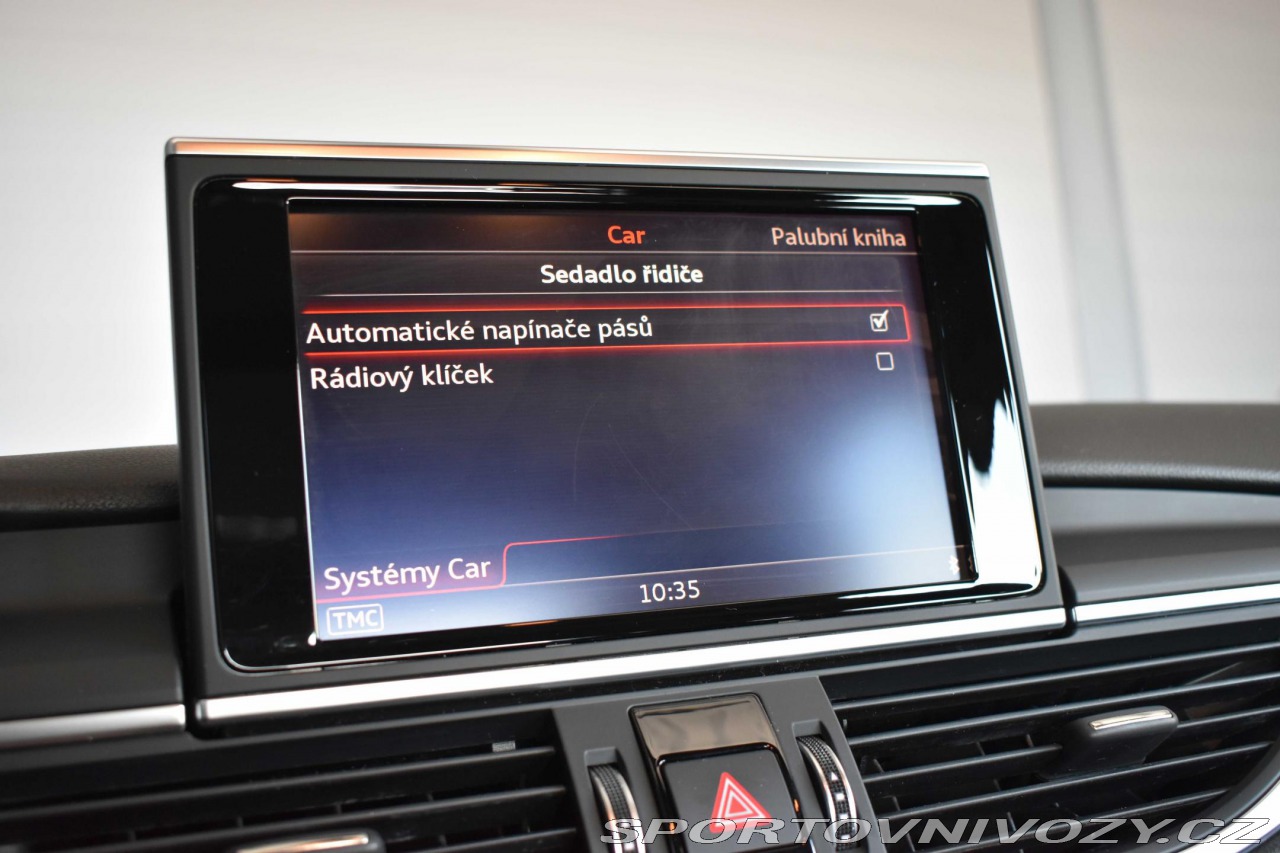 Car
Palubní kniha
Sedadlo řidiče
Automatické napínače pásů
Rádiový klíček
Systémy Car
10:35
TMC
SPORTOVNIVOZY.CZ